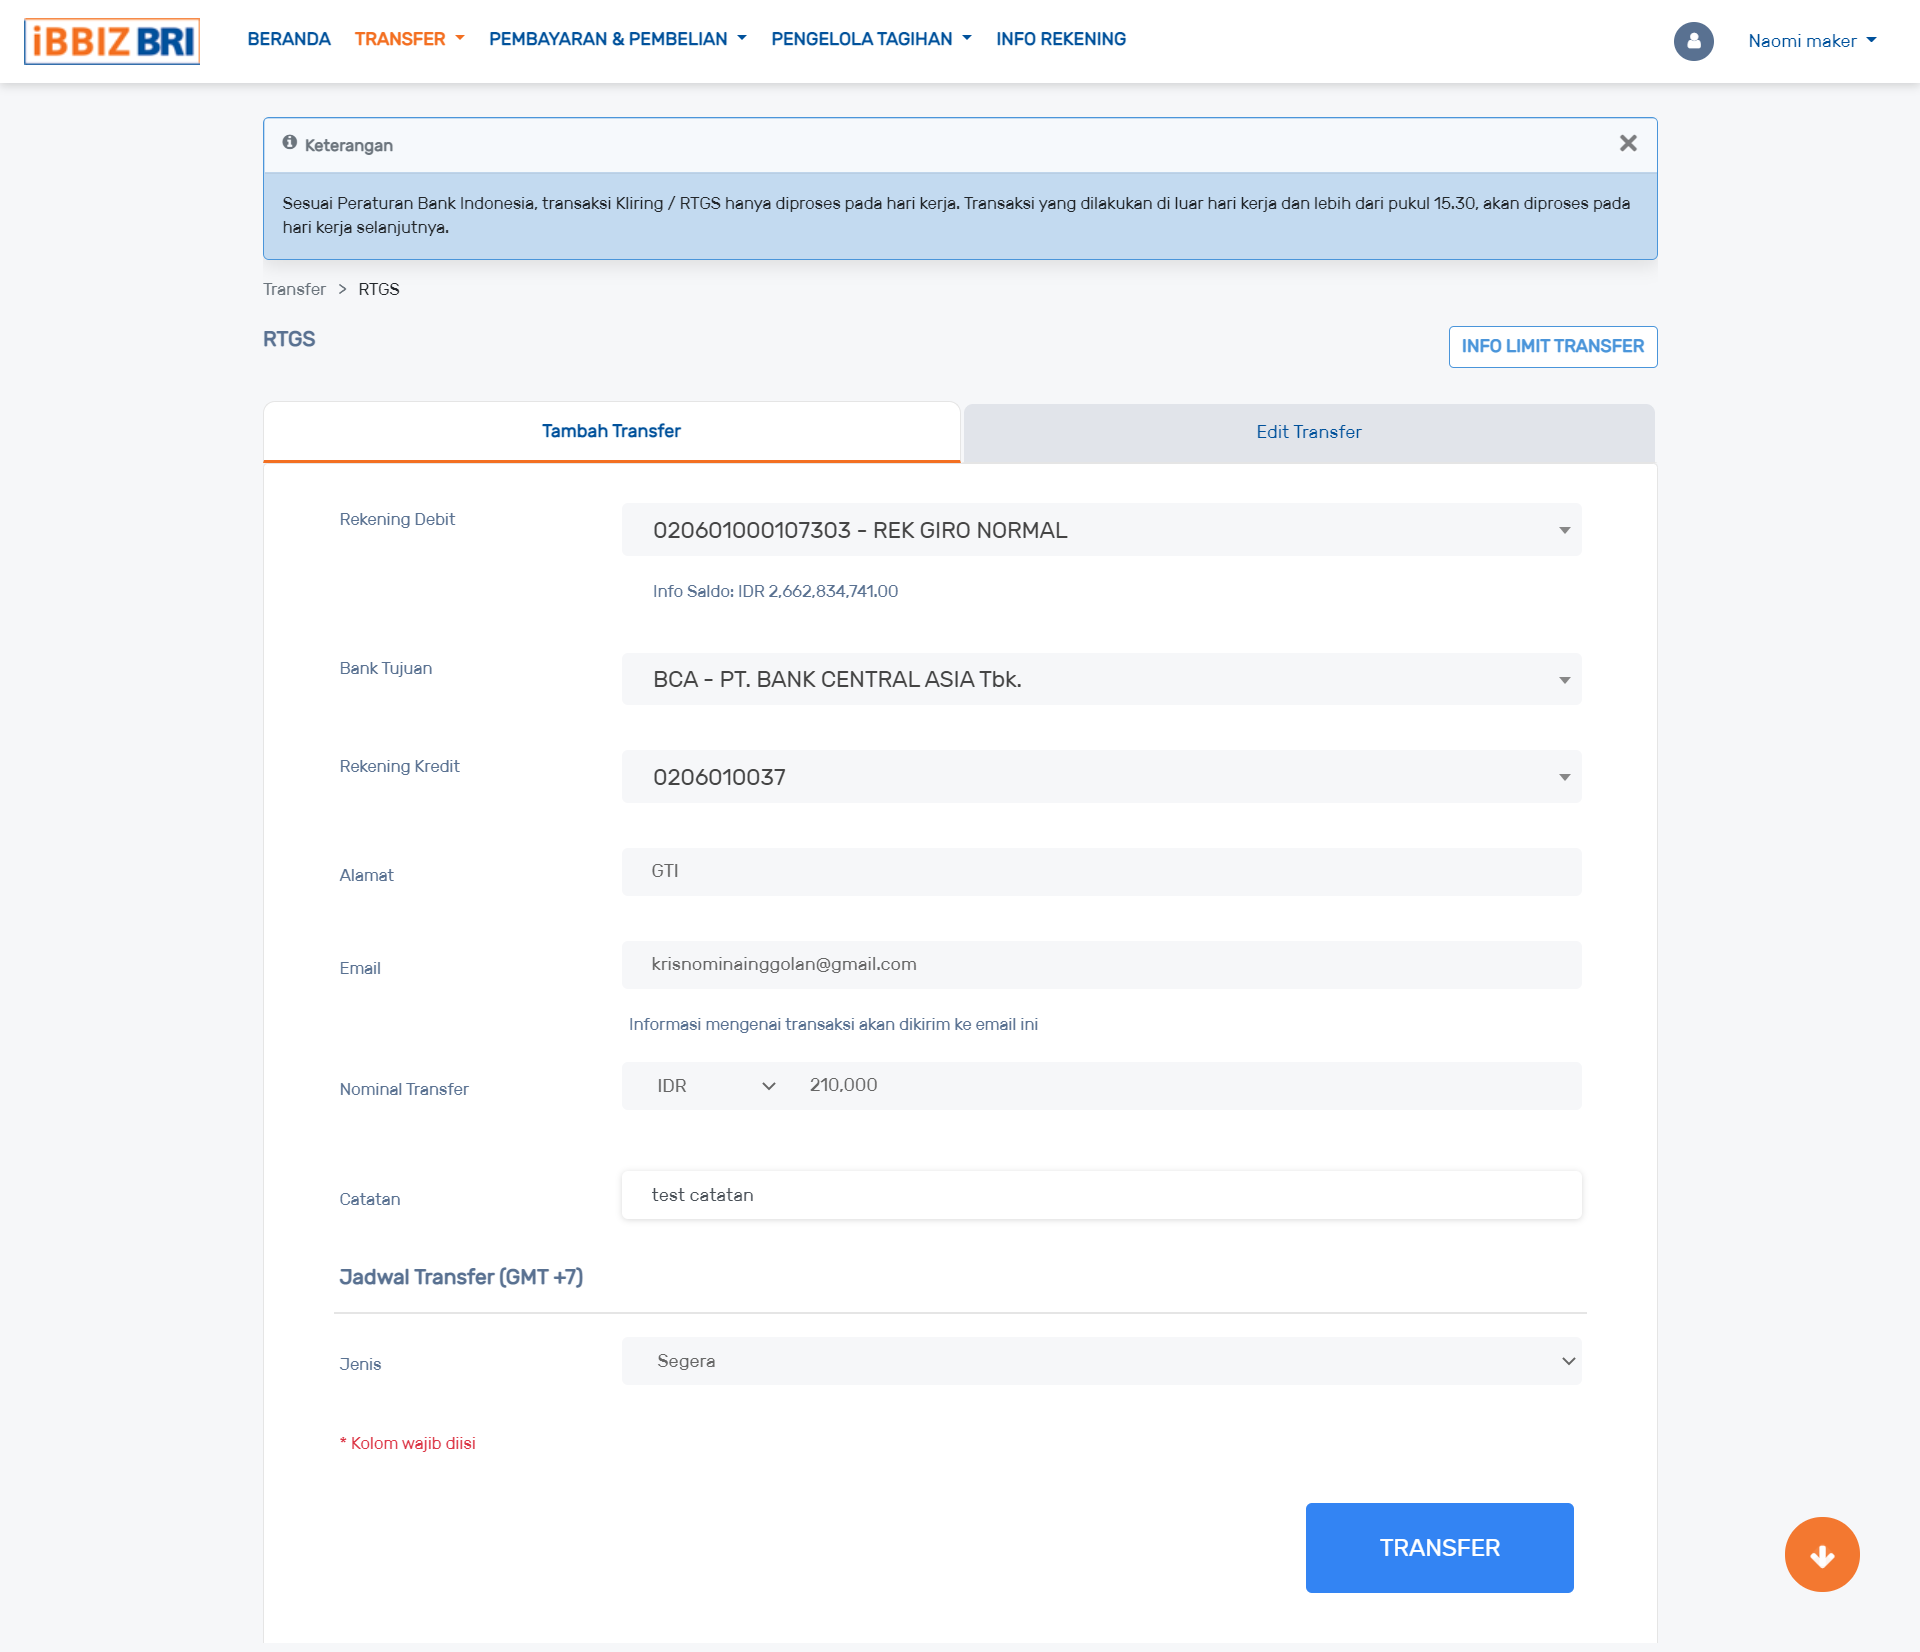 iBBIZ BRI
BERANDA
TRANSFER
PEMBAYARAN & PEMBELIAN
PENGELOLA TAGIHAN
INFO REKENING
Naomi maker
Keterangan
Sesuai Peraturan Bank Indonesia, transaksi Kliring / RTGS hanya diproses pada hari kerja. Transaksi yang dilakukan di luar hari kerja dan lebih dari pukul 15.30, akan diproses pada
hari kerja selanjutnya.
Transfer > RTGS
RTGS
INFO LIMIT TRANSFER
Tambah Transfer
Edit Transfer
Rekening Debit
020601000107303 - REK GIRO NORMAL
Info Saldo: IDR 2,662,834,741.00
Bank Tujuan
BCA - PT. BANK CENTRAL ASIA Tbk.
Rekening Kredit
0206010037
Alamat
GTI
Email
krisnominainggolan@gmail.com
Informasi mengenai transaksi akan dikirim ke email ini
Nominal Transfer
IDR
210,000
Catatan
test catatan
Jadwal Transfer (GMT +7)
Jenis
Segera
* Kolom wajib diisi
TRANSFER